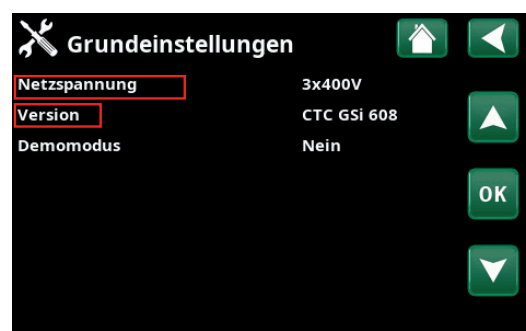 Grundeinstellungen
Netzspannung 3x400V
Version CTC GSi 608
Demomodus Nein
OK